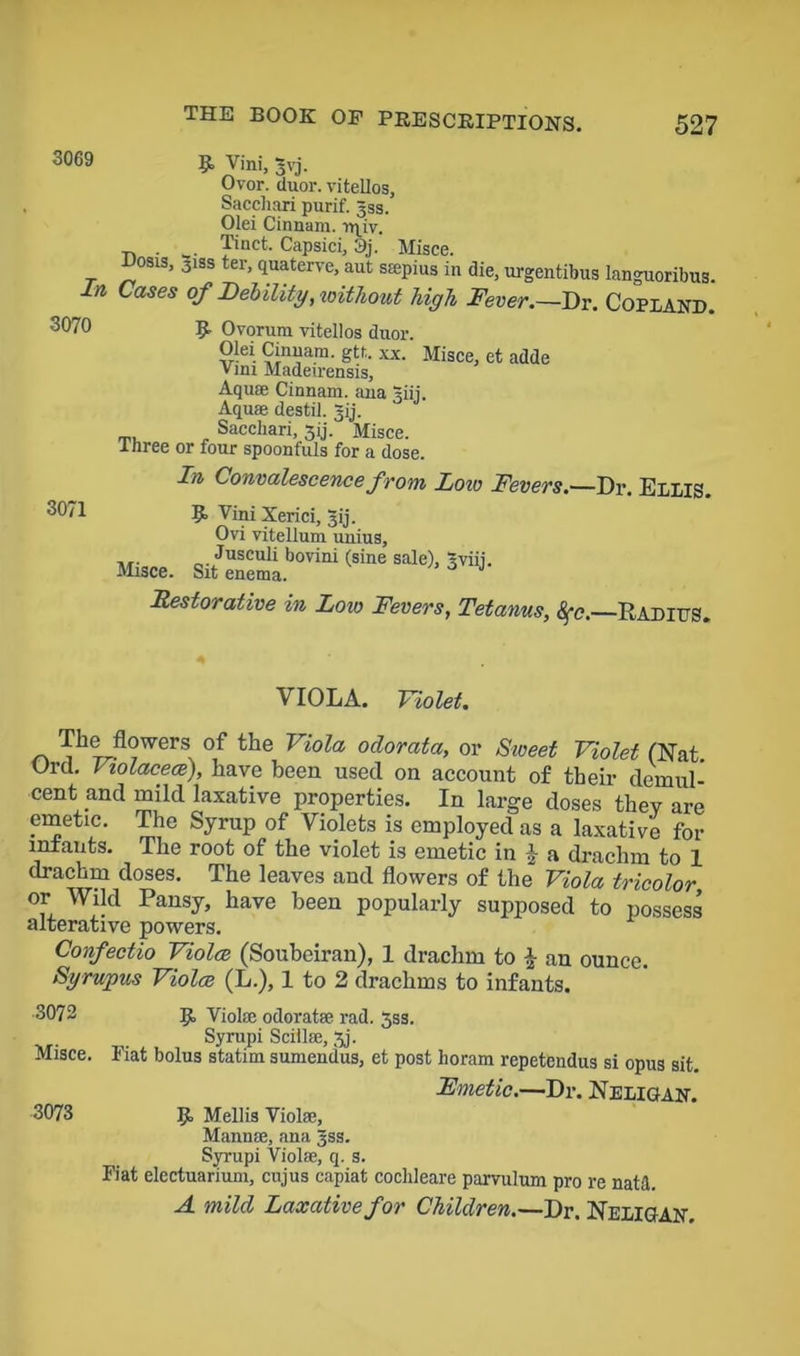 THE BOOK OF PRESCRIPTIONS. 527
3069 ℞ Vini, ℥vj.
Ovor. duor. vitellos,
Sacchari purif. ℥ss.
Olei Cinnam. ♏iv.
Tinct. Capsici, ℈j. Misce.
Dosis, ℥iss ter, quaterve, aut sæpius in die, urgentibus languoribus.
In Cases of Debility, without high Fever.—Dr. COPLAND.
3070 ℞ Ovorum vitellos duor.
Olei Cinnam. gtt. xx. Misce, et adde
Vini Madeirensis,
Aquæ Cinnam. ana ℥iij.
Aquæ destil. ℥ij.
Sacchari, ʒij. Misce.
Three or four spoonfuls for a dose.
In Convalescence from Low Fevers.—Dr. ELLIS.
3071 ℞ Vini Xerici, ℥ij.
Ovi vitellum unius,
Jusculi bovini (sine sale), ℥viij.
Misce. Sit enema.
Restorative in Low Fevers, Tetanus, &c.—RADIUS.
VIOLA. Violet.
The flowers of the Viola odorata, or Sweet Violet (Nat.
Ord. Violaceæ), have been used on account of their demul-
cent and mild laxative properties. In large doses they are
emetic. The Syrup of Violets is employed as a laxative for
infants. The root of the violet is emetic in ½ a drachm to 1
drachm doses. The leaves and flowers of the Viola tricolor,
or Wild Pansy, have been popularly supposed to possess
alterative powers.
Confectio Violæ (Soubeiran), 1 drachm to ½ an ounce.
Syrupus Violæ (L.), 1 to 2 drachms to infants.
3072 ℞ Violæ odoratæ rad. ʒss.
Syrupi Scillæ, ʒj.
Misce. Fiat bolus statim sumendus, et post horam repetendus si opus sit.
Emetic.—Dr. NELIGAN.
3073 ℞ Mellis Violæ,
Mannæ, ana ℥ss.
Syrupi Violæ, q. s.
Fiat electuarium, cujus capiat cochleare parvulum pro re natâ.
A mild Laxative for Children.—Dr. NELIGAN.